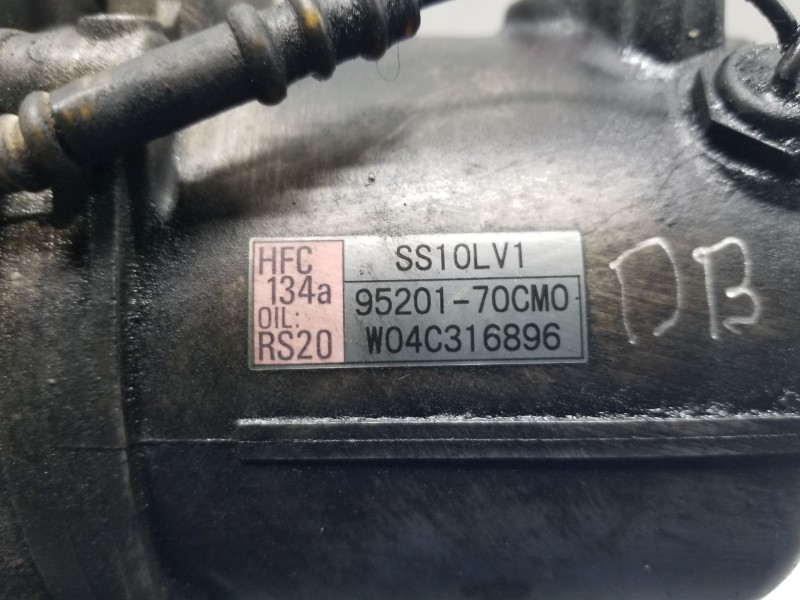 HFC
134a
OIL:
RS20
SS10LV1
95201-70CM0
W04C316896
DB